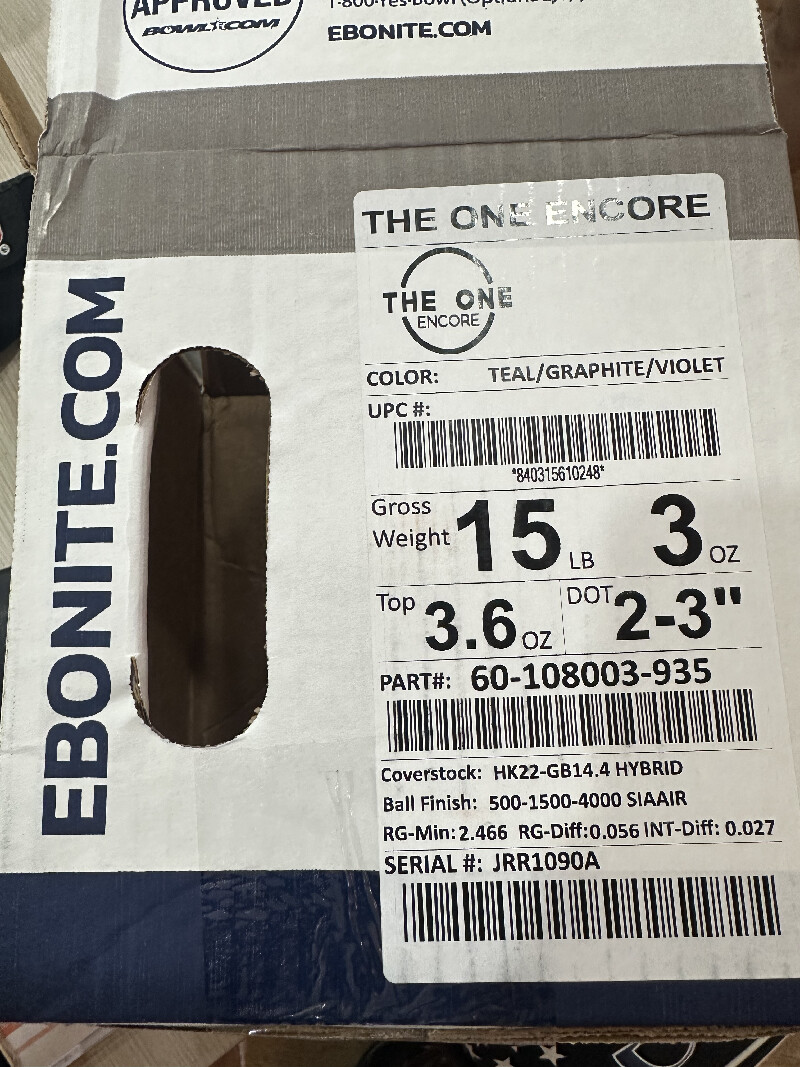 APPROVED
BOWL.COM
EBONITE.COM
THE ONE ENCORE
THE ONE
ENCORE
COLOR: TEAL/GRAPHITE/VIOLET
UPC #:
*840315610248*
Gross Weight 15 LB 3 OZ
Top 3.6 OZ DOT 2-3"
PART#: 60-108003-935
Coverstock: HK22-GB14.4 HYBRID
Ball Finish: 500-1500-4000 SIAAIR
RG-Min: 2.466 RG-Diff:0.056 INT-Diff: 0.027
SERIAL #: JRR1090A
EBONITE.COM